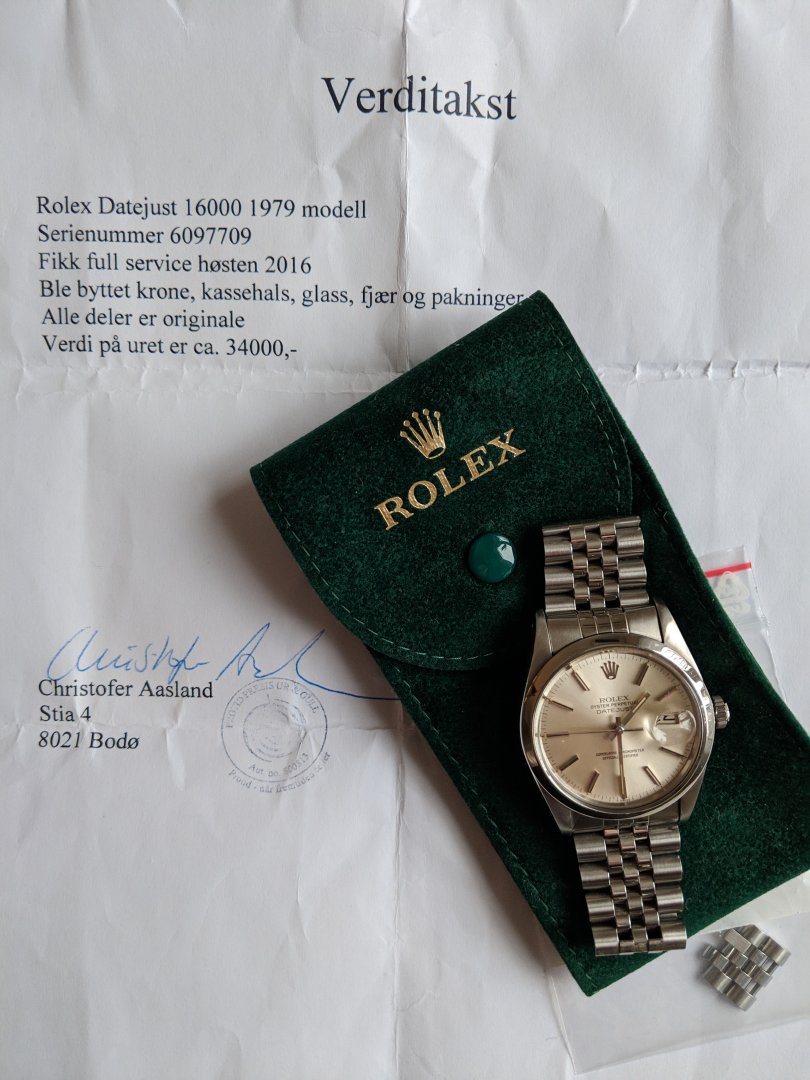 Verditakst
Rolex Datejust 16000 1979 modell
Serienummer 6097709
Fikk full service høsten 2016
Ble byttet krone, kassehals, glass, fjær og pakninger
Alle deler er originale
Verdi på uret er ca. 34000,-
ROLEX
Christofer Aasland
Stia 4
8021 Bodø
ROLEX
OYSTER PERPETUAL
DATEJUST
SUPERLATIVE CHRONOMETER
OFFICIALLY CERTIFIED